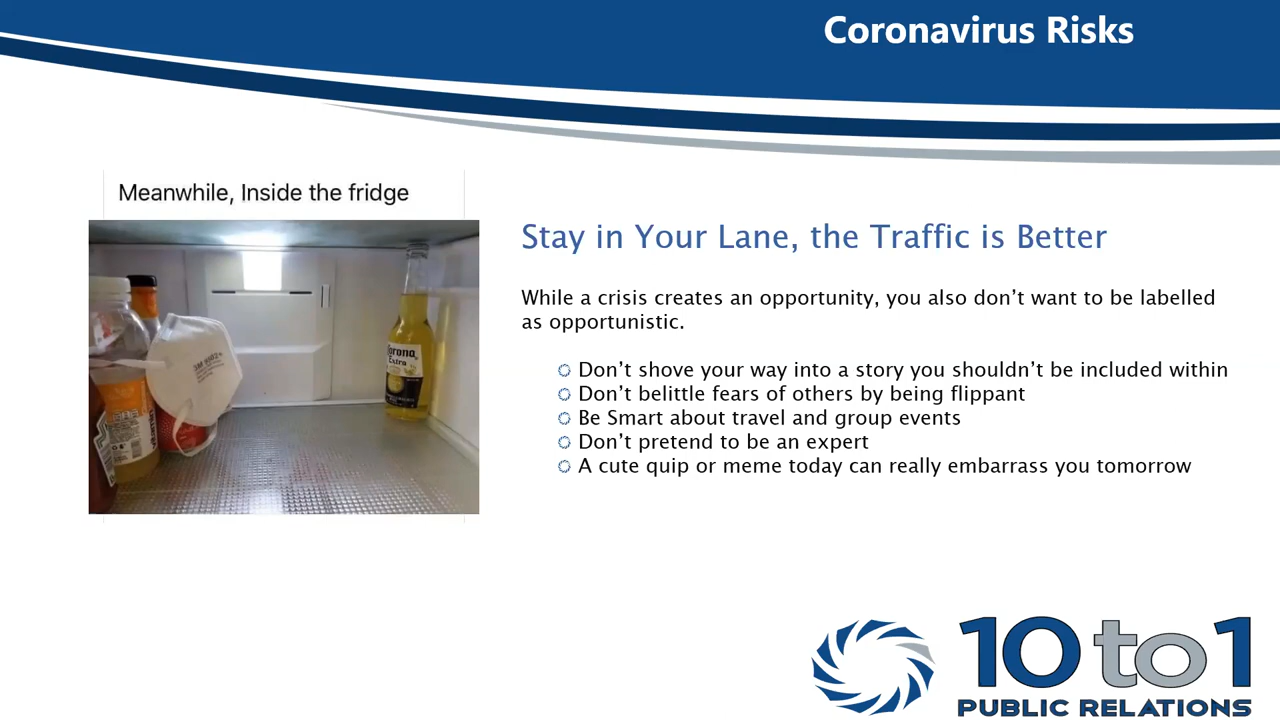 Coronavirus Risks
Meanwhile, Inside the fridge
Stay in Your Lane, the Traffic is Better
While a crisis creates an opportunity, you also don’t want to be labelled
as opportunistic.
Don’t shove your way into a story you shouldn’t be included within
Don’t belittle fears of others by being flippant
Be Smart about travel and group events
Don’t pretend to be an expert
A cute quip or meme today can really embarrass you tomorrow
3M 9502+
Corona
Extra
10 to 1
PUBLIC RELATIONS